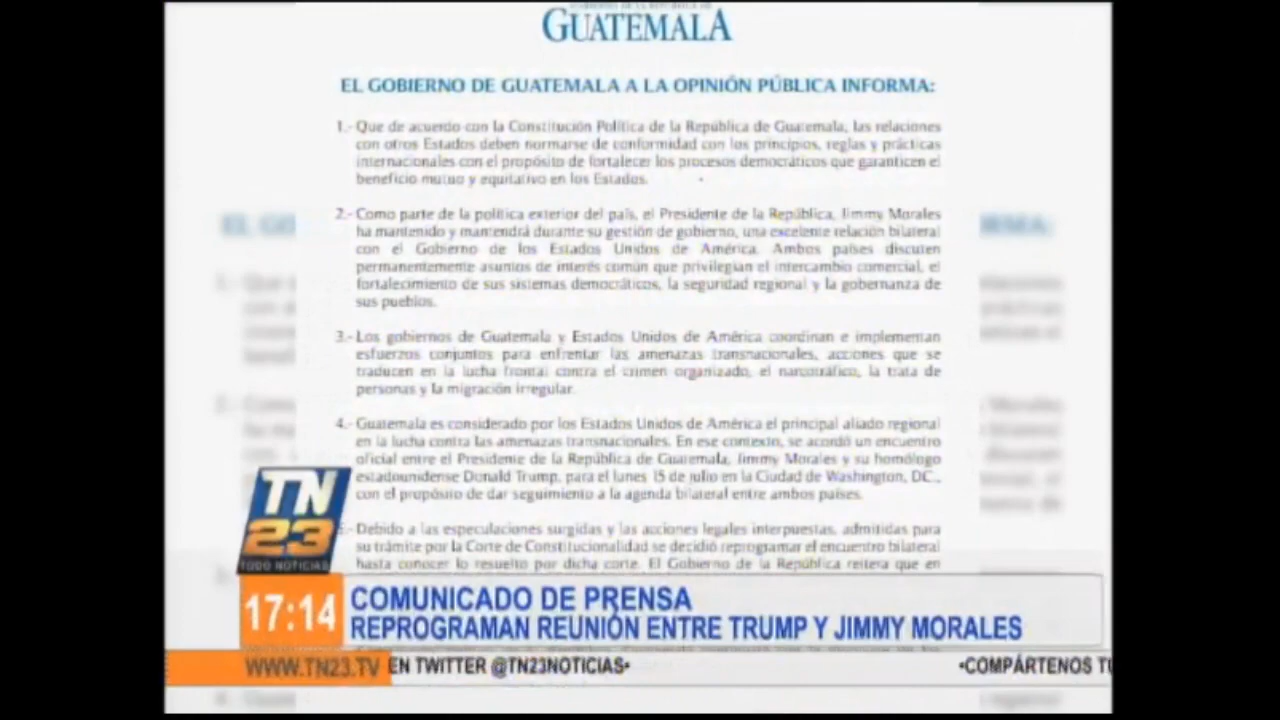 GUATEMALA
EL GOBIERNO DE GUATEMALA A LA OPINIÓN PÚBLICA INFORMA:
1.- Que de acuerdo con la Constitución Política de la República de Guatemala, las relaciones
con otros Estados deben normarse de conformidad con los principios, reglas y prácticas
internacionales con el propósito de fortalecer los procesos democráticos que garanticen el
beneficio mutuo y equitativo en los Estados.
2.- Como parte de la política exterior del país, el Presidente de la República, Jimmy Morales
ha mantenido y mantendrá durante su gestión de gobierno, una excelente relación bilateral
con el Gobierno de los Estados Unidos de América. Ambos países discuten
permanentemente asuntos de interés común que privilegian el intercambio comercial, el
fortalecimiento de sus sistemas democráticos, la seguridad regional y la gobernanza de
sus pueblos.
3.- Los gobiernos de Guatemala y Estados Unidos de América coordinan e implementan
esfuerzos conjuntos para enfrentar las amenazas transnacionales, acciones que se
traducen en la lucha frontal contra el crimen organizado, el narcotráfico, la trata de
personas y la migración irregular.
4.- Guatemala es considerado por los Estados Unidos de América el principal aliado regional
en la lucha contra las amenazas transnacionales. En ese contexto, se acordó un encuentro
oficial entre el Presidente de la República de Guatemala, Jimmy Morales y su homólogo
estadounidense Donald Trump, para el lunes 15 de julio en la Ciudad de Washington, DC.,
con el propósito de dar seguimiento a la agenda bilateral entre ambos países.
5.- Debido a las especulaciones surgidas y las acciones legales interpuestas, admitidas para
su trámite por la Corte de Constitucionalidad se decidió reprogramar el encuentro bilateral
hasta conocer lo resuelto por dicha corte. El Gobierno de la República reitera que en
TN
23
TODO NOTICIAS
17:14
COMUNICADO DE PRENSA
REPROGRAMAN REUNIÓN ENTRE TRUMP Y JIMMY MORALES
WWW.TN23.TV EN TWITTER @TN23NOTICIAS• •COMPÁRTENOS TU